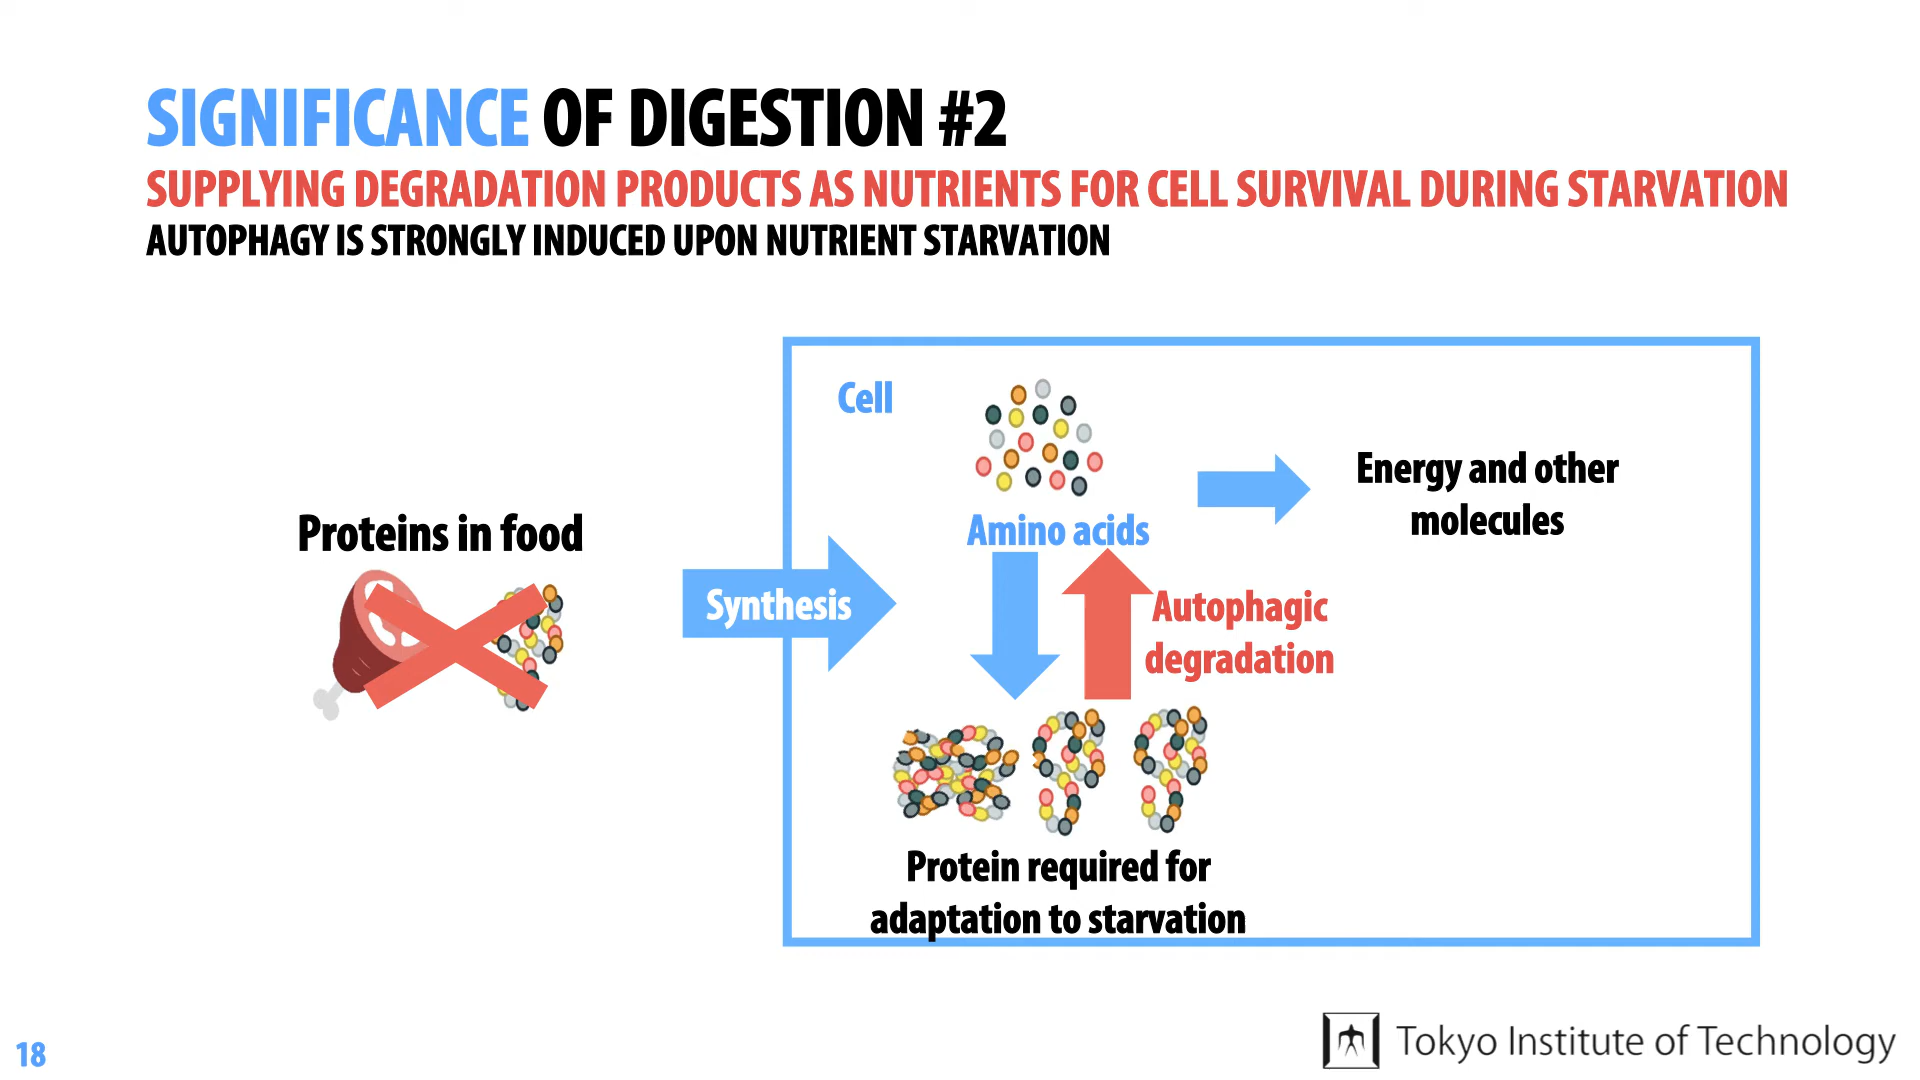 SIGNIFICANCE OF DIGESTION #2
SUPPLYING DEGRADATION PRODUCTS AS NUTRIENTS FOR CELL SURVIVAL DURING STARVATION
AUTOPHAGY IS STRONGLY INDUCED UPON NUTRIENT STARVATION
Proteins in food
Synthesis
Cell
Amino acids
Energy and other
molecules
Autophagic
degradation
Protein required for
adaptation to starvation
18
Tokyo Institute of Technology